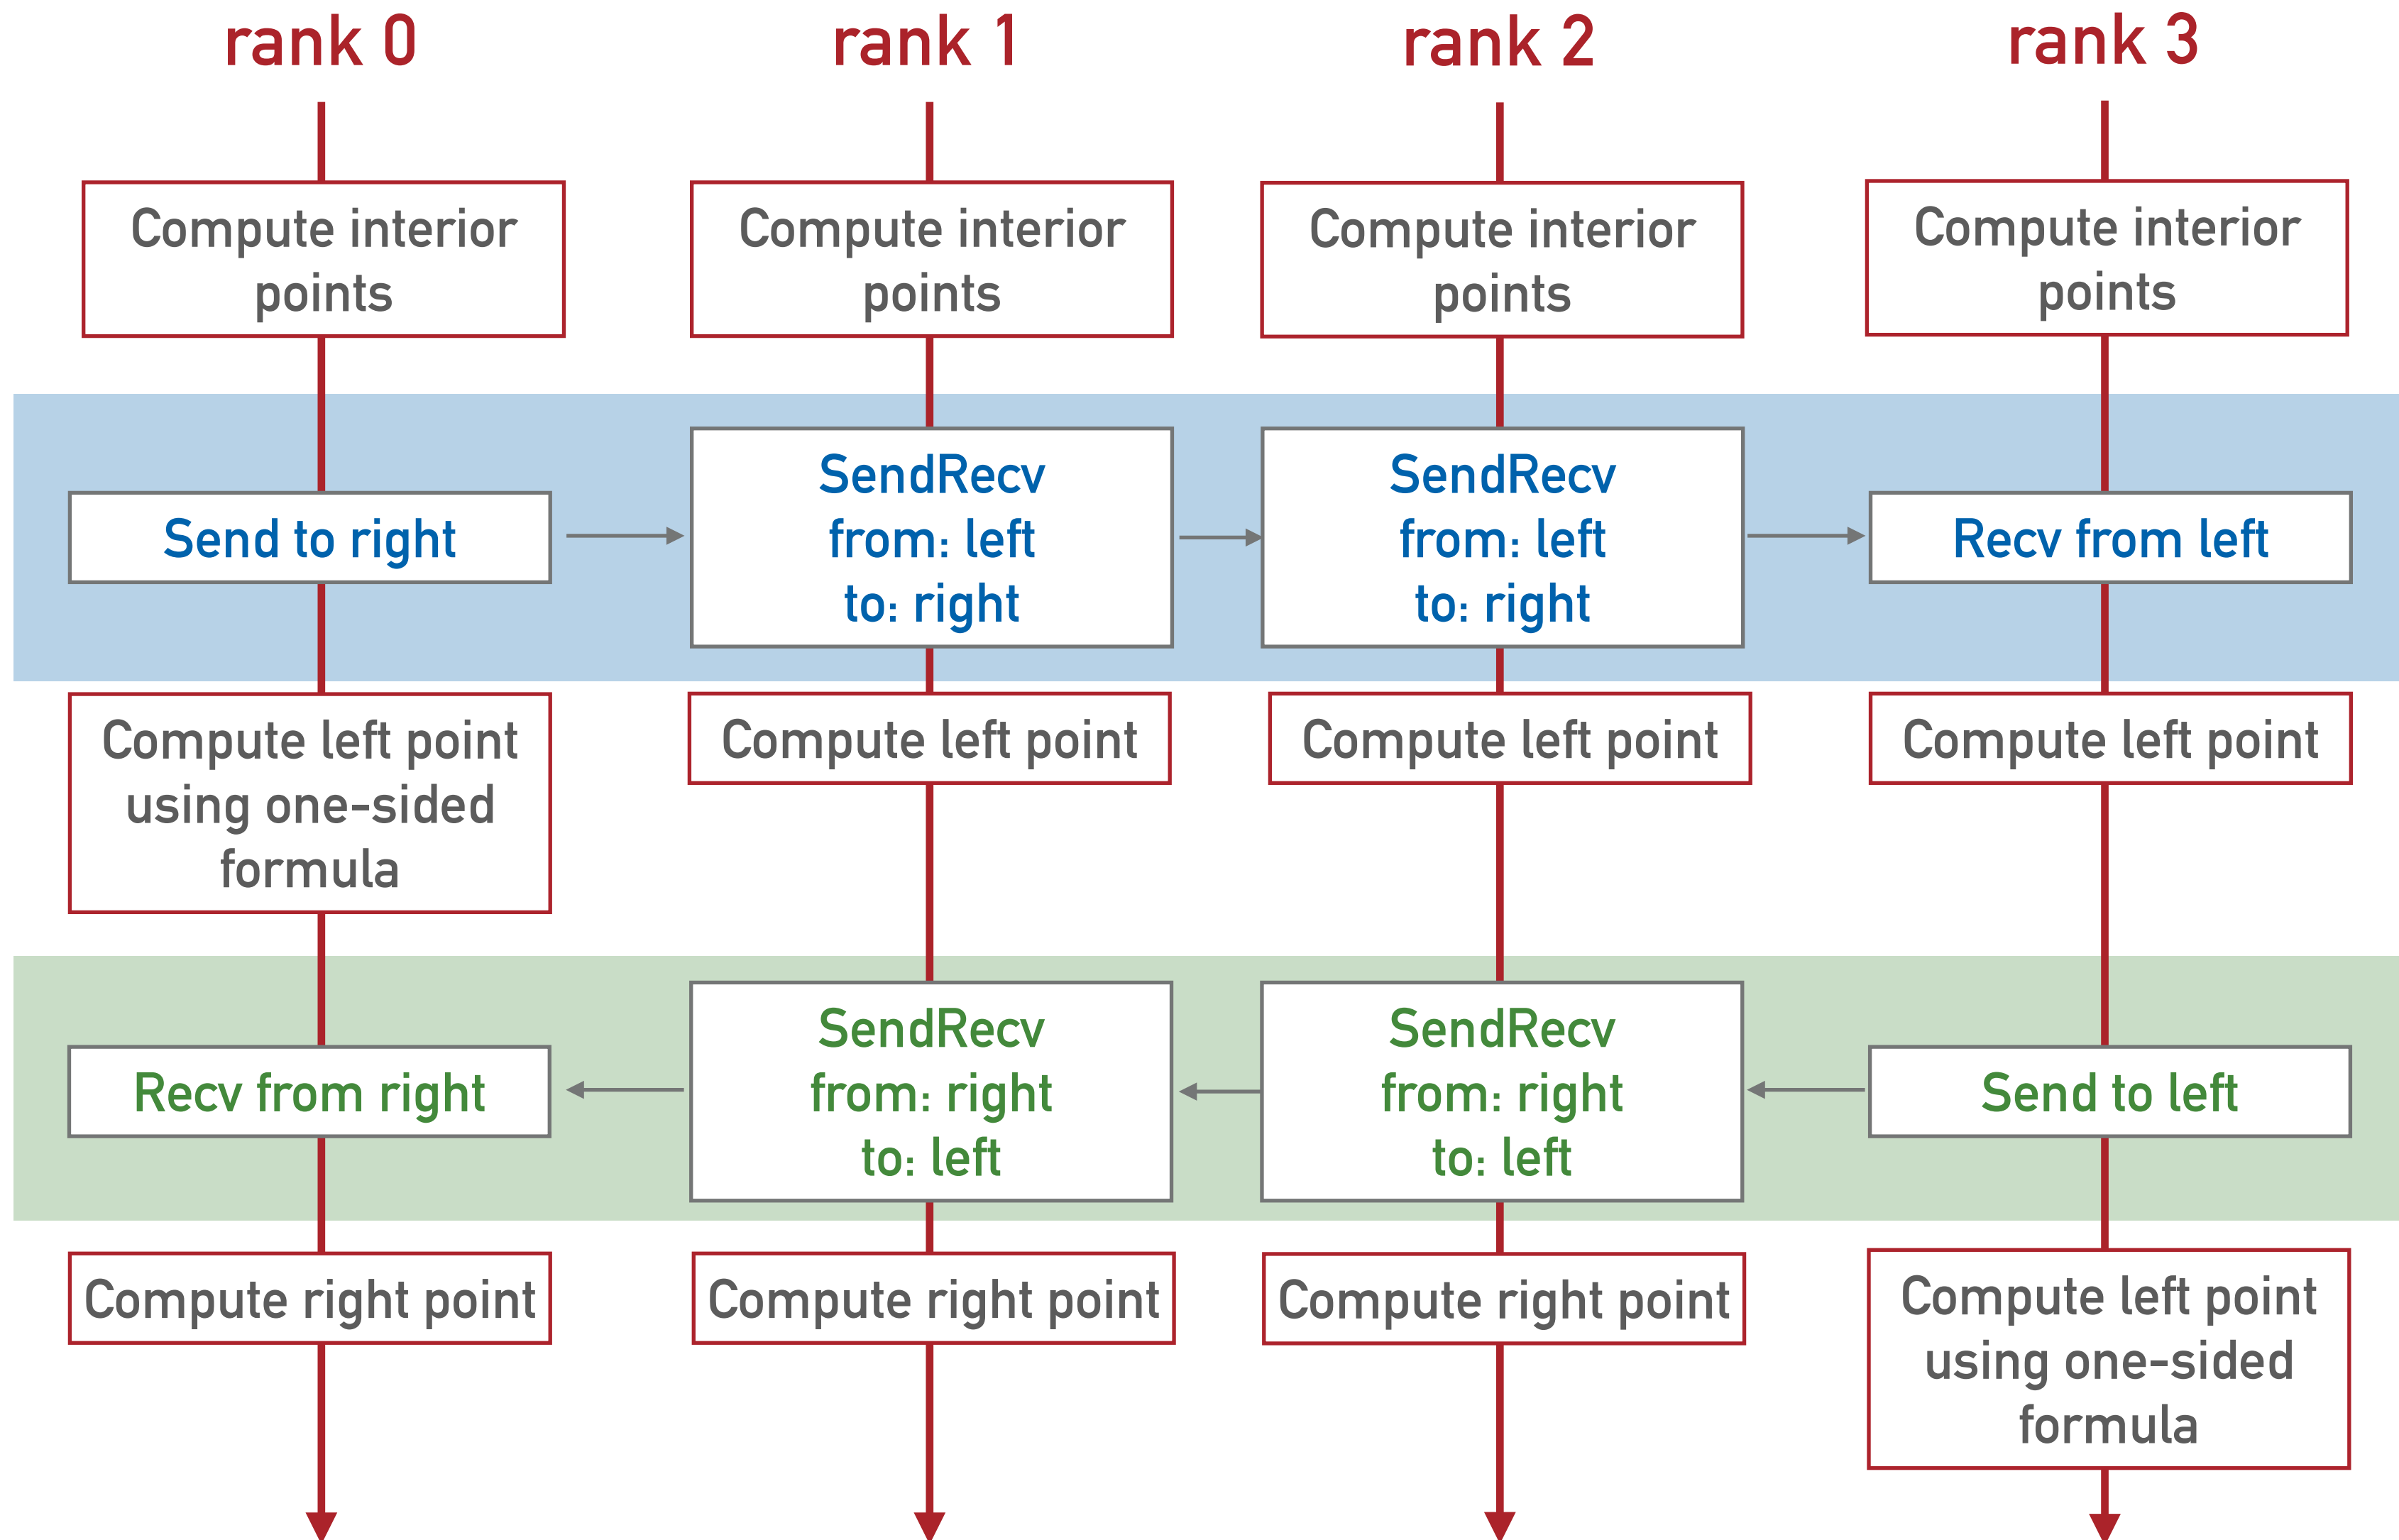 rank 0
rank 1
rank 2
rank 3
Compute interior
points
Compute interior
points
Compute interior
points
Compute interior
points
Send to right
SendRecv
from: left
to: right
SendRecv
from: left
to: right
Recv from left
Compute left point
using one-sided
formula
Compute left point
Compute left point
Compute left point
Recv from right
SendRecv
from: right
to: left
SendRecv
from: right
to: left
Send to left
Compute right point
Compute right point
Compute right point
Compute left point
using one-sided
formula